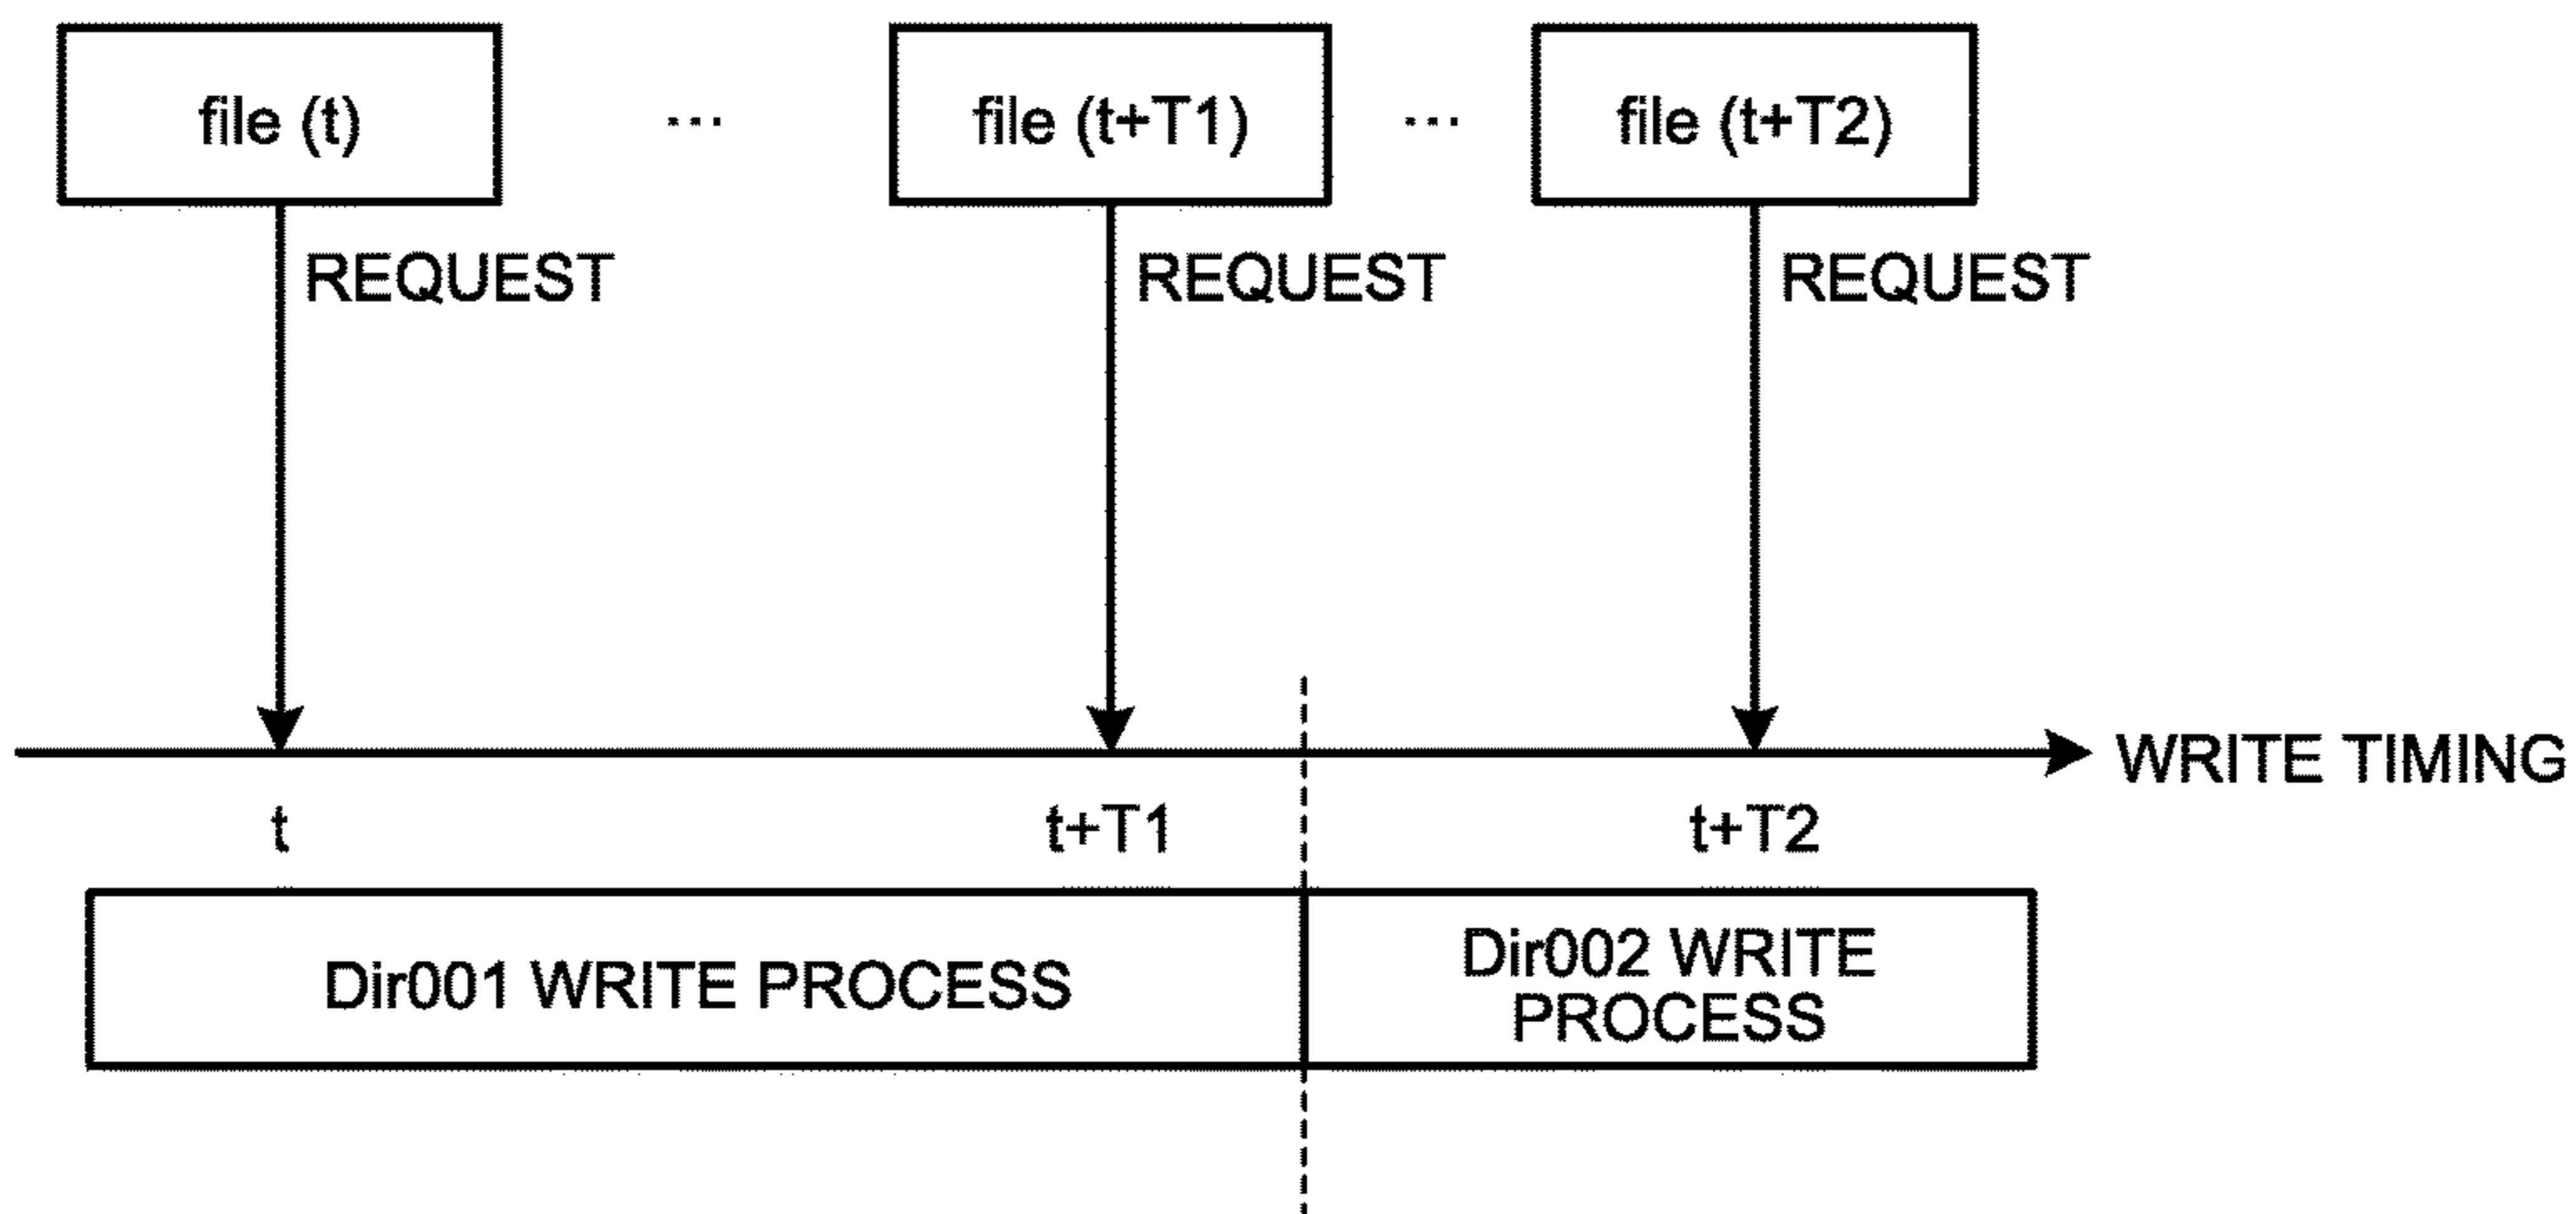 file (t)
...
file (t+T1)
...
file (t+T2)
REQUEST
REQUEST
REQUEST
WRITE TIMING
t
t+T1
t+T2
Dir001 WRITE PROCESS
Dir002 WRITE
PROCESS